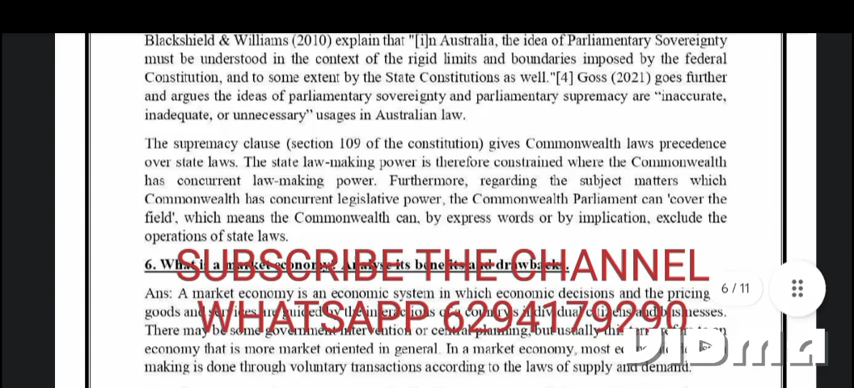 Blackshield & Williams (2010) explain that "[i]n Australia, the idea of Parliamentary Sovereignty
must be understood in the context of the rigid limits and boundaries imposed by the federal
Constitution, and to some extent by the State Constitutions as well."[4] Goss (2021) goes further
and argues the ideas of parliamentary sovereignty and parliamentary supremacy are “inaccurate,
inadequate, or unnecessary” usages in Australian law.
The supremacy clause (section 109 of the constitution) gives Commonwealth laws precedence
over state laws. The state law-making power is therefore constrained where the Commonwealth
has concurrent law-making power. Furthermore, regarding the subject matters which
Commonwealth has concurrent legislative power, the Commonwealth Parliament can 'cover the
field', which means the Commonwealth can, by express words or by implication, exclude the
operations of state laws.
SUBSCRIBE THE CHANNEL
6. What is a market economy? Analyse its benefits and drawbacks.
6 / 11
Ans: A market economy is an economic system in which economic decisions and the pricing
WHATSAPP 6294179290
goods and services are guided by the interactions of a country's individual citizens and businesses.
There may be some government intervention or central planning, but usually this
economy that is more market oriented in general. In a market economy, most
VIDMA
making is done through voluntary transactions according to the laws of supply and demand.